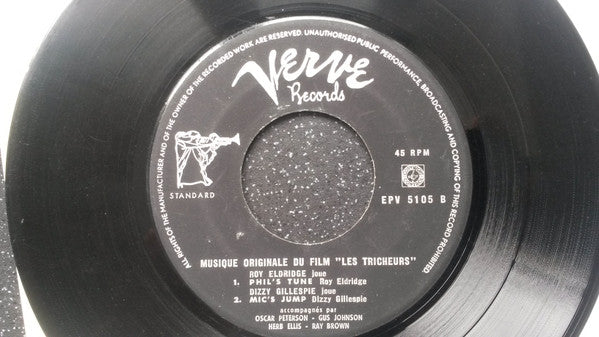 ALL RIGHTS OF THE MANUFACTURER AND OF THE OWNER OF THE RECORDED WORK ARE RESERVED. UNAUTHORISED PUBLIC PERFORMANCE, BROADCASTING AND COPYING OF THIS RECORD PROHIBITED.
Verve
Records
STANDARD
45 RPM
EPV 5105 B
MUSIQUE ORIGINALE DU FILM "LES TRICHEURS"
ROY ELDRIDGE joue
1. PHIL'S TUNE Roy Eldridge
DIZZY GILLESPIE joue
2. MIC'S JUMP Dizzy Gillespie
accompagnés par
OSCAR PETERSON - GUS JOHNSON
HERB ELLIS - RAY BROWN